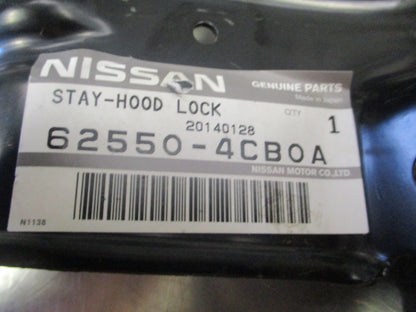 NISSAN
GENUINE PARTS
Made in Japan
STAY-HOOD LOCK
QTY
20140128
1
62550-4CB0A
NISSAN MOTOR CO.,LTD
N1138